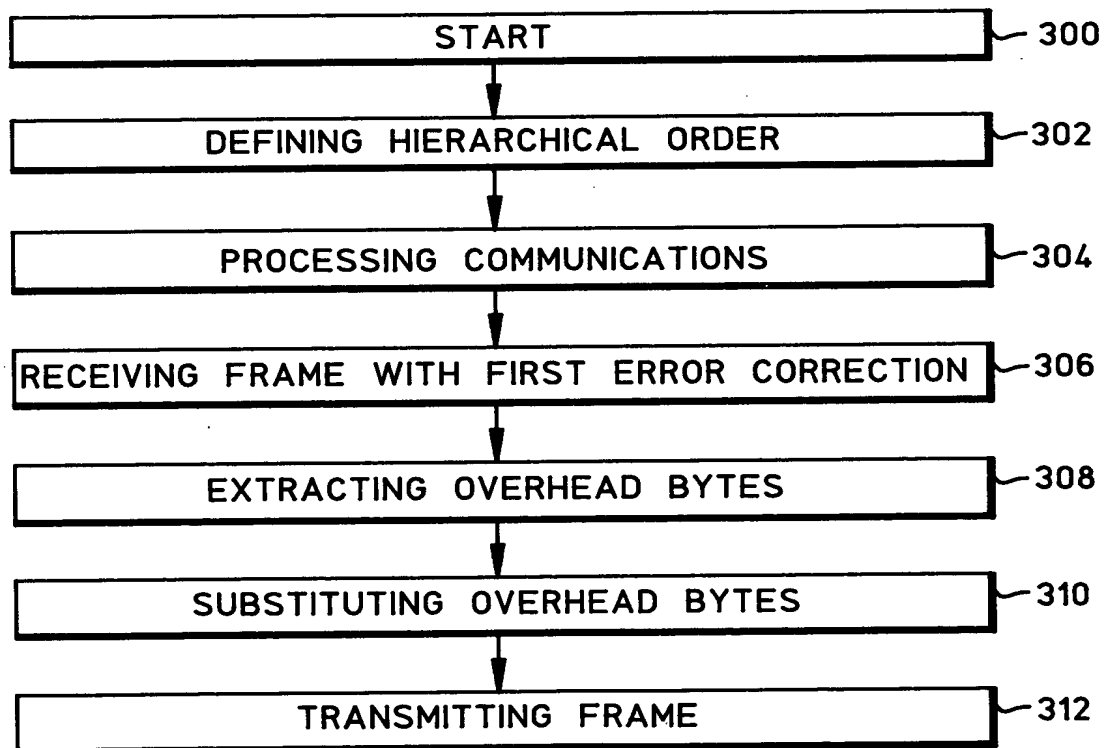 START 300
DEFINING HIERARCHICAL ORDER 302
PROCESSING COMMUNICATIONS 304
RECEIVING FRAME WITH FIRST ERROR CORRECTION 306
EXTRACTING OVERHEAD BYTES 308
SUBSTITUTING OVERHEAD BYTES 310
TRANSMITTING FRAME 312